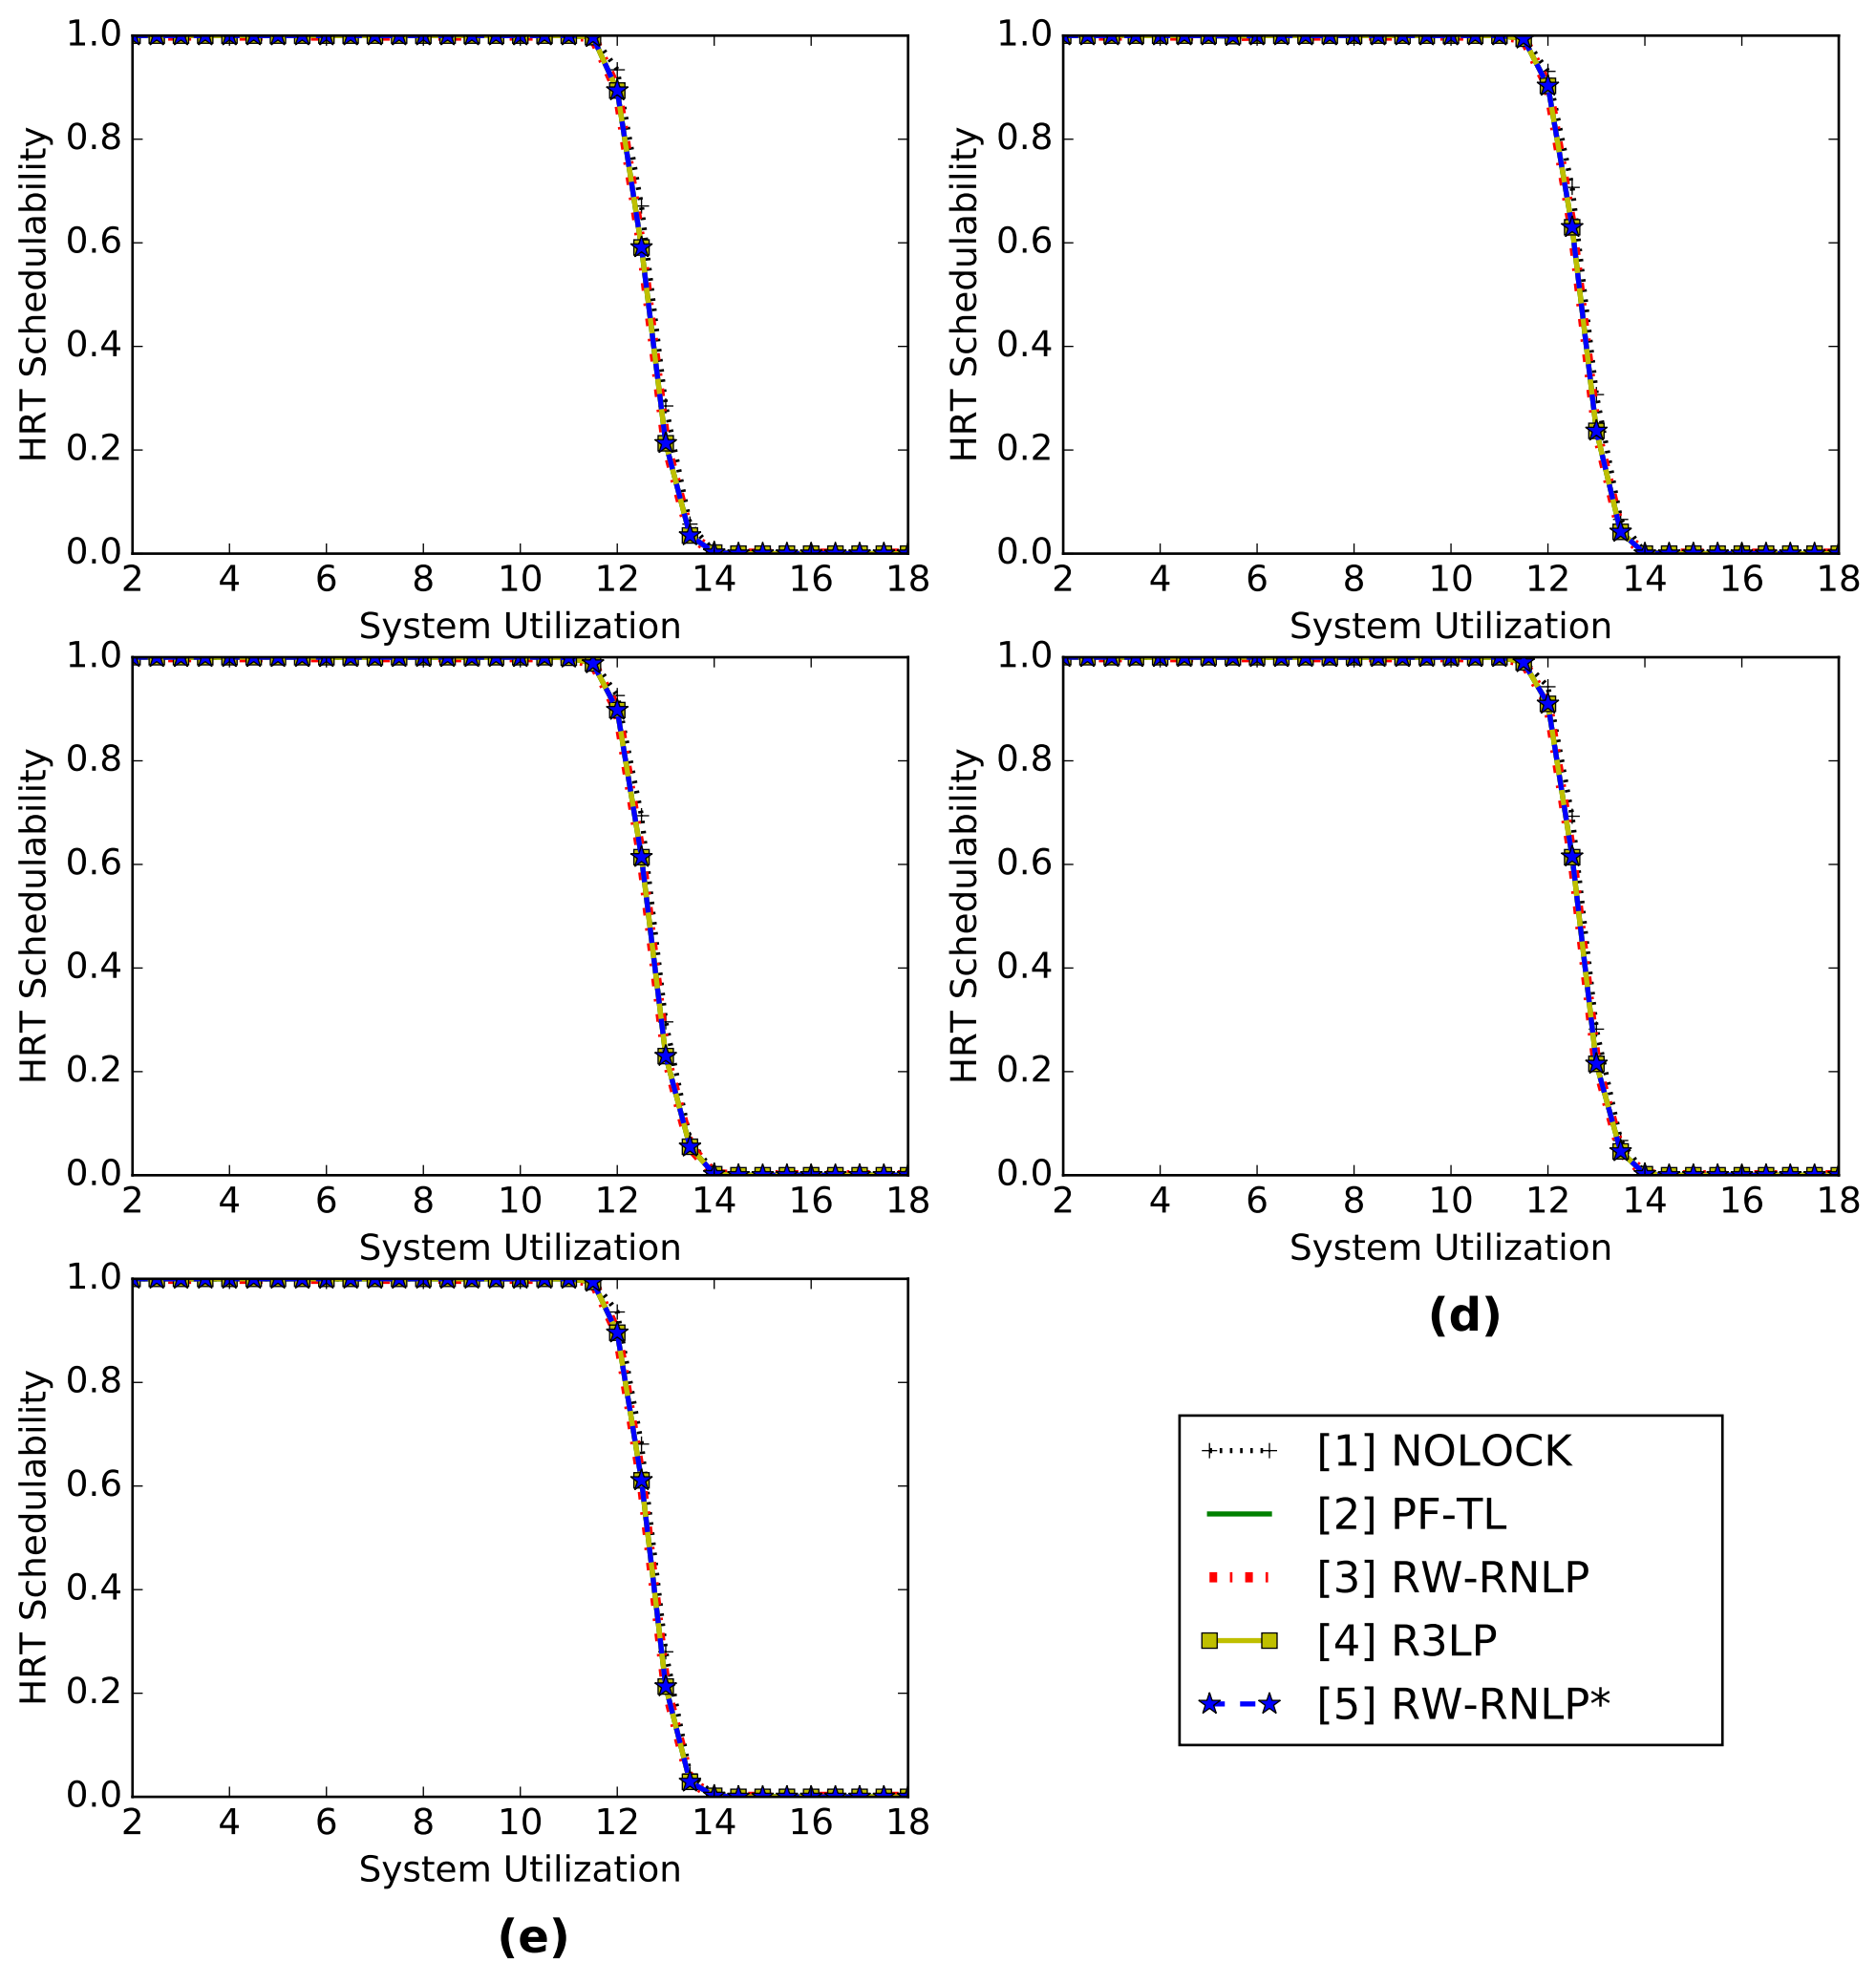 1.0
0.8
0.6
0.4
0.2
0.0
HRT Schedulability
2 4 6 8 10 12 14 16 18
System Utilization
1.0
0.8
0.6
0.4
0.2
0.0
HRT Schedulability
2 4 6 8 10 12 14 16 18
System Utilization
1.0
0.8
0.6
0.4
0.2
0.0
HRT Schedulability
2 4 6 8 10 12 14 16 18
System Utilization
1.0
0.8
0.6
0.4
0.2
0.0
HRT Schedulability
2 4 6 8 10 12 14 16 18
System Utilization
(d)
1.0
0.8
0.6
0.4
0.2
0.0
HRT Schedulability
2 4 6 8 10 12 14 16 18
System Utilization
(e)
[1] NOLOCK
[2] PF-TL
[3] RW-RNLP
[4] R3LP
[5] RW-RNLP*